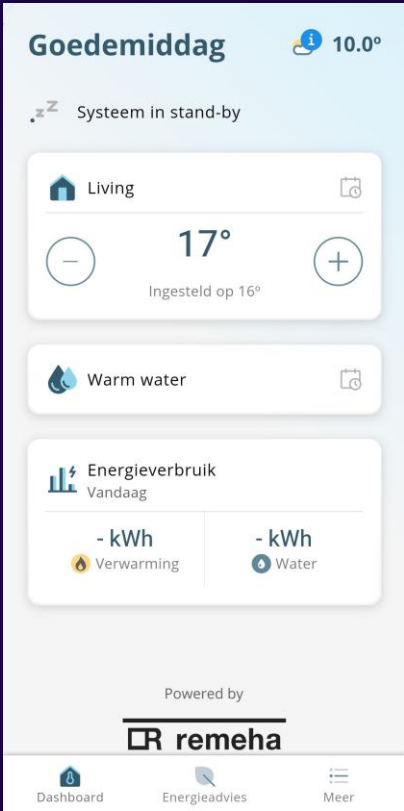 Goedemiddag
i
10.0°
zZ
Systeem in stand-by
Living
17°
Ingesteld op 16°
Warm water
Energieverbruik
Vandaag
- kWh
Verwarming
- kWh
Water
Powered by
remeha
Dashboard
Energieadvies
Meer